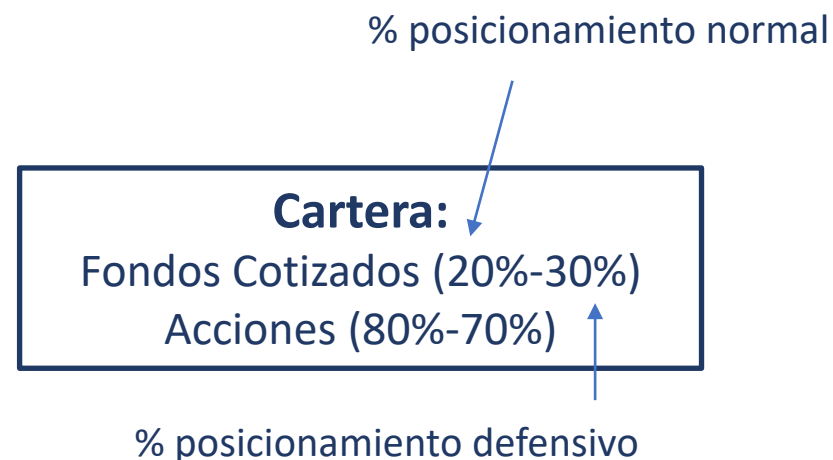 % posicionamiento normal
Cartera:
Fondos Cotizados (20%-30%)
Acciones (80%-70%)
% posicionamiento defensivo